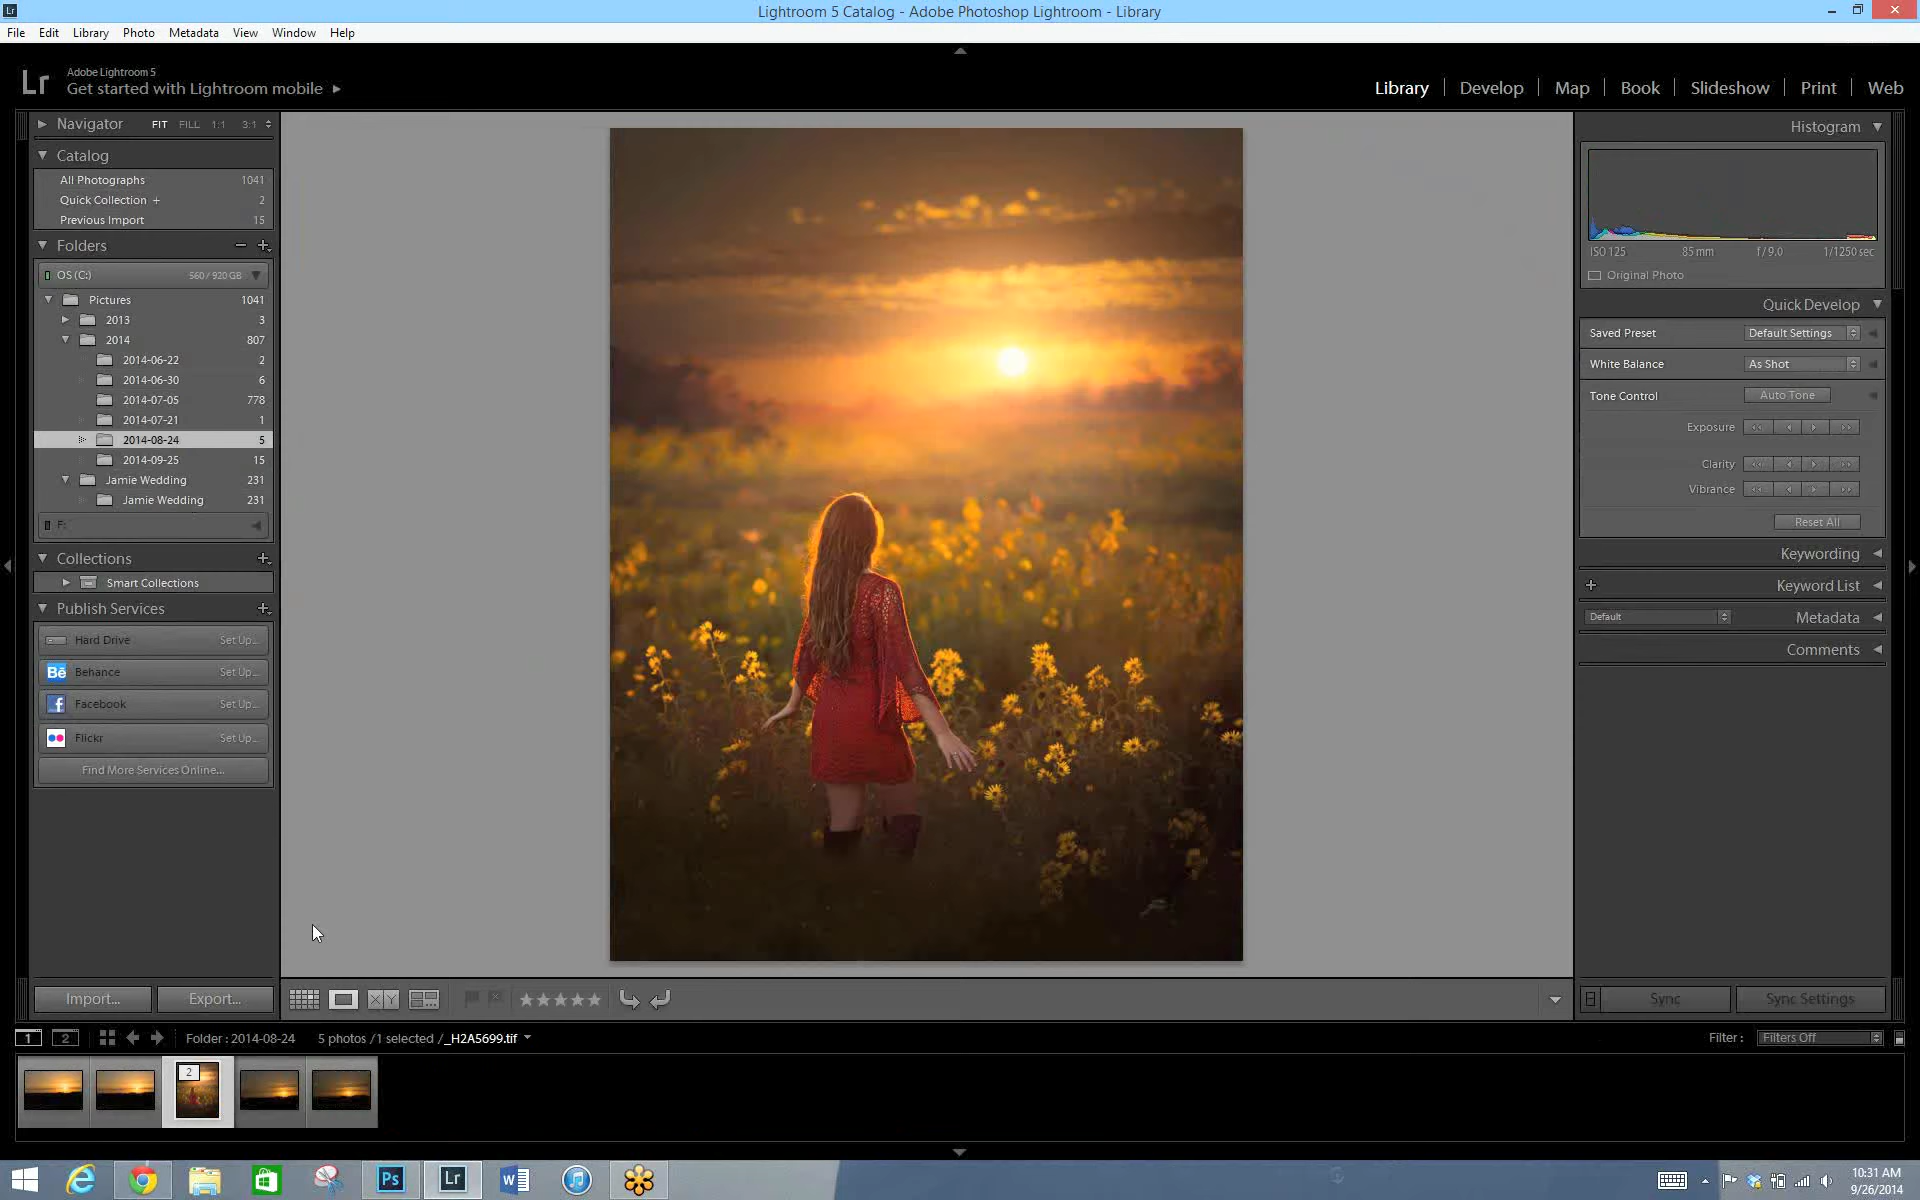 Lr Lightroom 5 Catalog - Adobe Photoshop Lightroom - Library
File Edit Library Photo Metadata View Window Help
Lr Adobe Lightroom 5
Get started with Lightroom mobile
Library Develop Map Book Slideshow Print Web
Navigator FIT FILL 1:1 3:1
Catalog
All Photographs 1041
Quick Collection + 2
Previous Import 15
Folders
OS (C:) 560 / 920 GB
Pictures 1041
2013 3
2014 807
2014-06-22 2
2014-06-30 6
2014-07-05 778
2014-07-21 1
2014-08-24 5
2014-09-25 15
Jamie Wedding 231
Jamie Wedding 231
F:
Collections
Smart Collections
Publish Services
Hard Drive Set Up...
Bē Behance Set Up...
f Facebook Set Up...
Flickr Set Up...
Find More Services Online...
Import... Export...
Histogram
ISO 125 85 mm f / 9.0 1/1250 sec
Original Photo
Quick Develop
Saved Preset Default Settings
White Balance As Shot
Tone Control Auto Tone
Exposure
Clarity
Vibrance
Reset All
Keywording
Keyword List
Default Metadata
Comments
X Y
Sync Sync Settings
1 2 Folder : 2014-08-24 5 photos / 1 selected / _H2A5699.tif
Filter : Filters Off
2
Ps Lr W
10:31 AM
9/26/2014